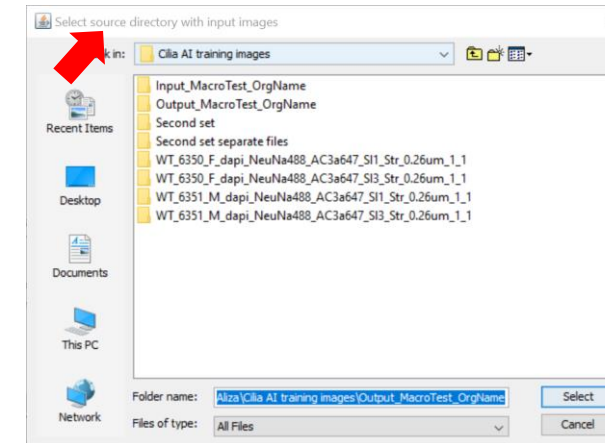 Select source directory with input images
k in:
Cilia AI training images
Recent Items
Desktop
Documents
This PC
Network
Input_MacroTest_OrgName
Output_MacroTest_OrgName
Second set
Second set separate files
WT_6350_F_dapi_NeuNa488_AC3a647_SI1_Str_0.26um_1_1
WT_6350_F_dapi_NeuNa488_AC3a647_SI3_Str_0.26um_1_1
WT_6351_M_dapi_NeuNa488_AC3a647_SI1_Str_0.26um_1_1
WT_6351_M_dapi_NeuNa488_AC3a647_SI3_Str_0.26um_1_1
Folder name: Aliza\Cilia AI training images\Output_MacroTest_OrgName Select
Files of type: All Files Cancel